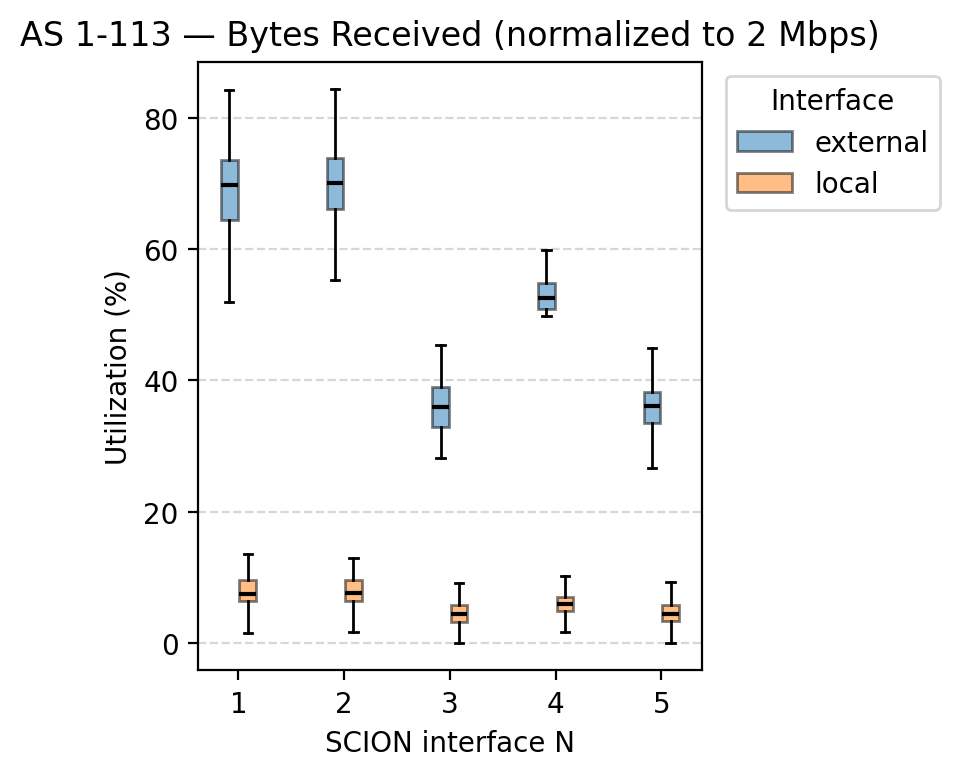 AS 1-113 — Bytes Received (normalized to 2 Mbps)
Interface
external
local
Utilization (%)
80
60
40
20
0
1 2 3 4 5
SCION interface N